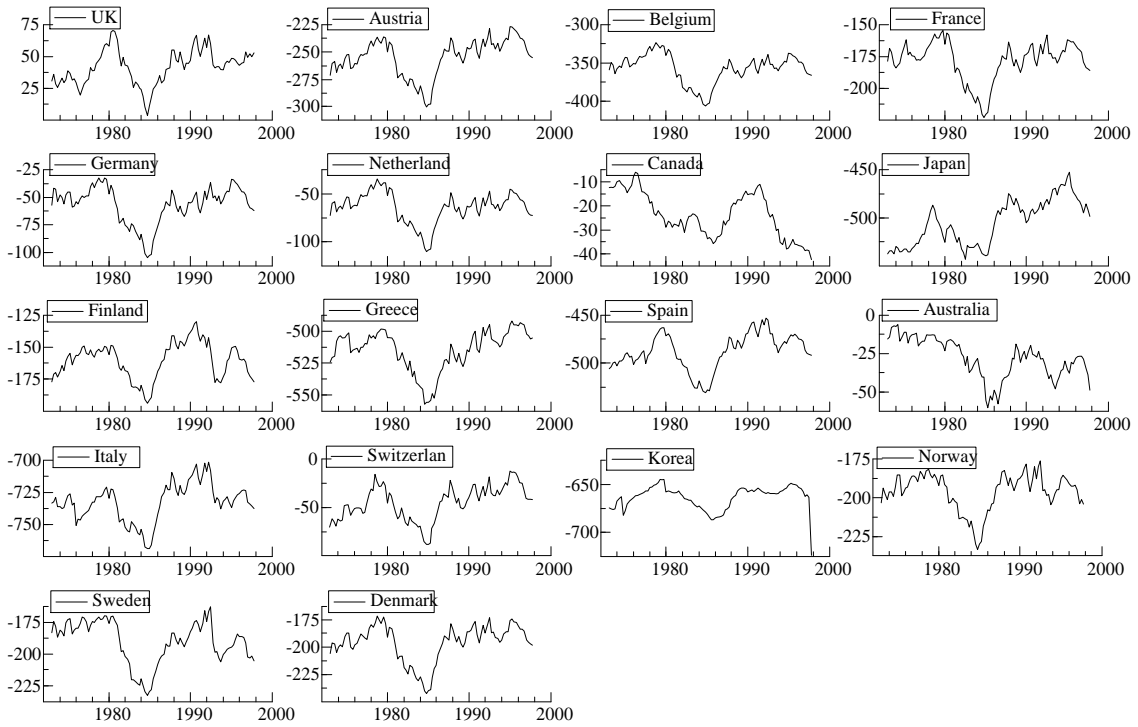 UK
75
50
25
1980 1990 2000
Austria
-225
-250
-275
-300
1980 1990 2000
Belgium
-300
-350
-400
1980 1990 2000
France
-150
-175
-200
1980 1990 2000
Germany
-25
-50
-75
-100
1980 1990 2000
Netherland
-50
-100
1980 1990 2000
Canada
-10
-20
-30
-40
1980 1990 2000
Japan
-450
-500
1980 1990 2000
Finland
-125
-150
-175
1980 1990 2000
Greece
-500
-525
-550
1980 1990 2000
Spain
-450
-500
1980 1990 2000
Australia
0
-25
-50
1980 1990 2000
Italy
-700
-725
-750
1980 1990 2000
Switzerlan
0
-50
1980 1990 2000
Korea
-650
-700
1980 1990 2000
Norway
-175
-200
-225
1980 1990 2000
Sweden
-175
-200
-225
1980 1990 2000
Denmark
-175
-200
-225
1980 1990 2000